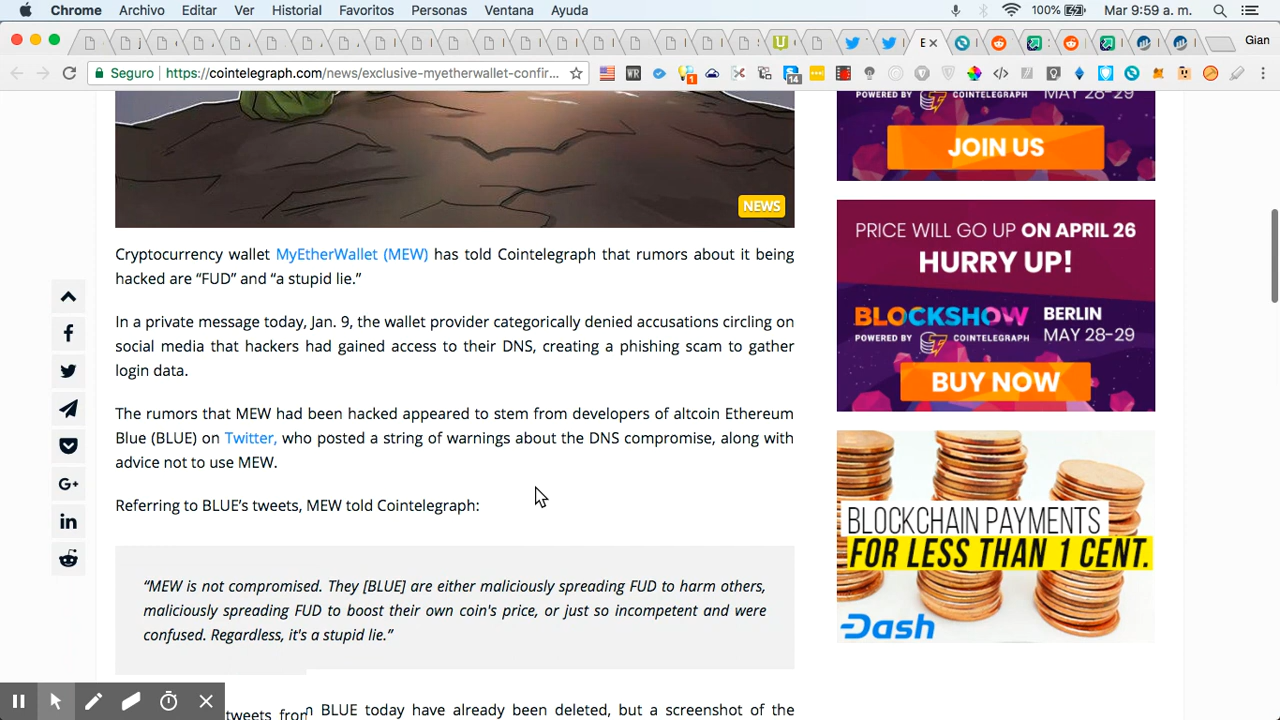 Chrome Archivo Editar Ver Historial Favoritos Personas Ventana Ayuda 100% Mar 9:59 a. m.
Gian
Seguro https://cointelegraph.com/news/exclusive-myetherwallet-confir...
WR 1 14
POWERED BY COINTELEGRAPH MAY 28-29
JOIN US
NEWS
PRICE WILL GO UP ON APRIL 26
HURRY UP!
BLOCKSHOW BERLIN
POWERED BY COINTELEGRAPH MAY 28-29
BUY NOW
Cryptocurrency wallet MyEtherWallet (MEW) has told Cointelegraph that rumors about it being
hacked are “FUD” and “a stupid lie.”
In a private message today, Jan. 9, the wallet provider categorically denied accusations circling on
social media that hackers had gained access to their DNS, creating a phishing scam to gather
login data.
The rumors that MEW had been hacked appeared to stem from developers of altcoin Ethereum
Blue (BLUE) on Twitter, who posted a string of warnings about the DNS compromise, along with
advice not to use MEW.
Referring to BLUE’s tweets, MEW told Cointelegraph:
“MEW is not compromised. They [BLUE] are either maliciously spreading FUD to harm others,
maliciously spreading FUD to boost their own coin's price, or just so incompetent and were
confused. Regardless, it's a stupid lie.”
tweets from BLUE today have already been deleted, but a screenshot of the
BLOCKCHAIN PAYMENTS
FOR LESS THAN 1 CENT.
Dash